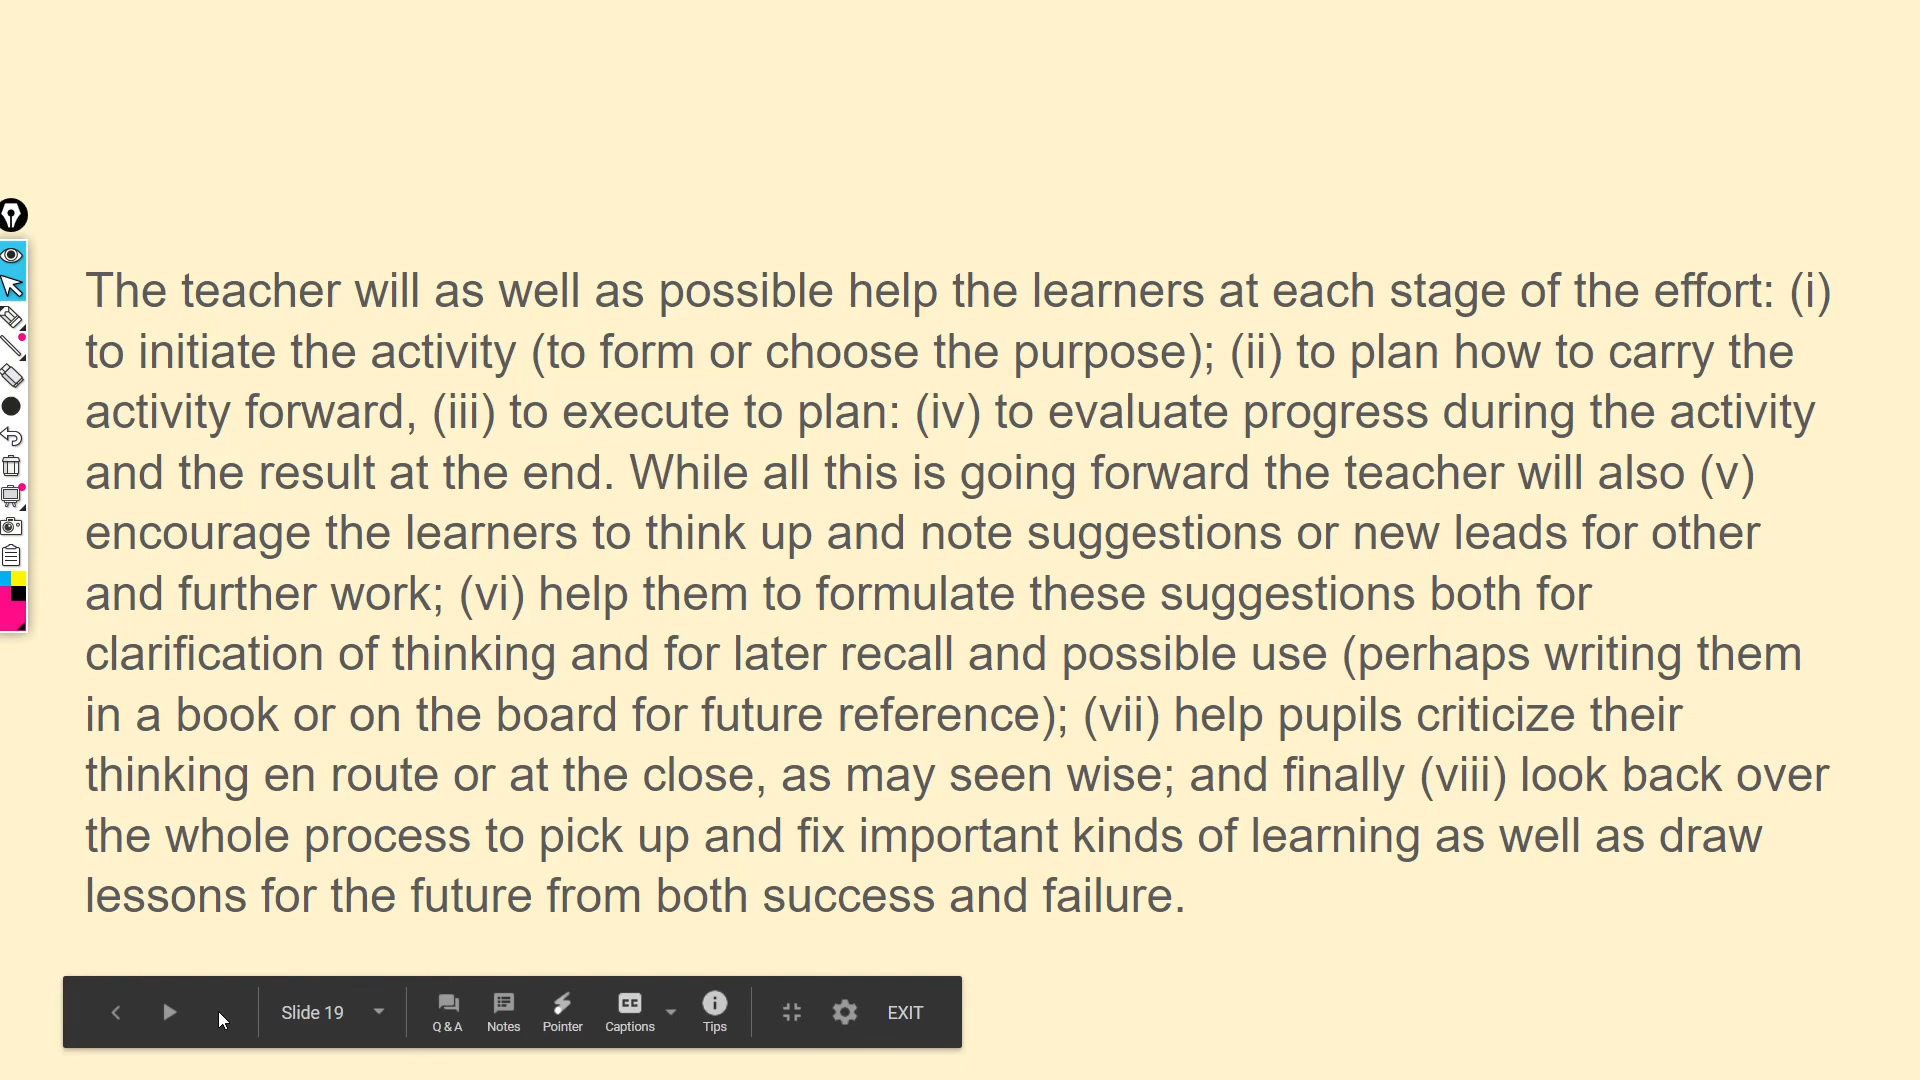 The teacher will as well as possible help the learners at each stage of the effort: (i)
to initiate the activity (to form or choose the purpose); (ii) to plan how to carry the
activity forward, (iii) to execute to plan: (iv) to evaluate progress during the activity
and the result at the end. While all this is going forward the teacher will also (v)
encourage the learners to think up and note suggestions or new leads for other
and further work; (vi) help them to formulate these suggestions both for
clarification of thinking and for later recall and possible use (perhaps writing them
in a book or on the board for future reference); (vii) help pupils criticize their
thinking en route or at the close, as may seen wise; and finally (viii) look back over
the whole process to pick up and fix important kinds of learning as well as draw
lessons for the future from both success and failure.
Slide 19 Q & A Notes Pointer CC Captions Tips EXIT